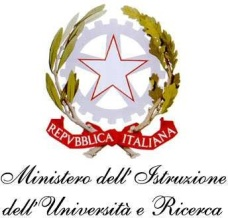 REPVBBLICA ITALIANA
Ministero dell' Istruzione
dell'Università e Ricerca